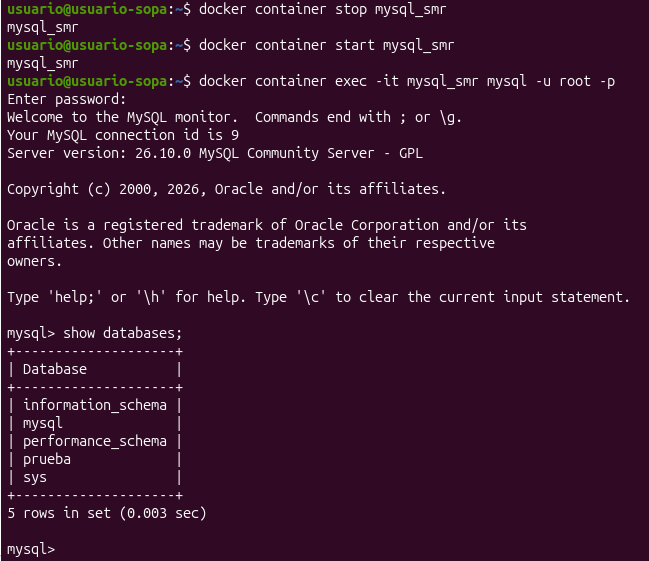 usuario@usuario-sopa:~$ docker container stop mysql_smr
mysql_smr
usuario@usuario-sopa:~$ docker container start mysql_smr
mysql_smr
usuario@usuario-sopa:~$ docker container exec -it mysql_smr mysql -u root -p
Enter password:
Welcome to the MySQL monitor.  Commands end with ; or \g.
Your MySQL connection id is 9
Server version: 26.10.0 MySQL Community Server - GPL

Copyright (c) 2000, 2026, Oracle and/or its affiliates.

Oracle is a registered trademark of Oracle Corporation and/or its
affiliates. Other names may be trademarks of their respective
owners.

Type 'help;' or '\h' for help. Type '\c' to clear the current input statement.

mysql> show databases;
+--------------------+
| Database           |
+--------------------+
| information_schema |
| mysql              |
| performance_schema |
| prueba             |
| sys                |
+--------------------+
5 rows in set (0.003 sec)

mysql>